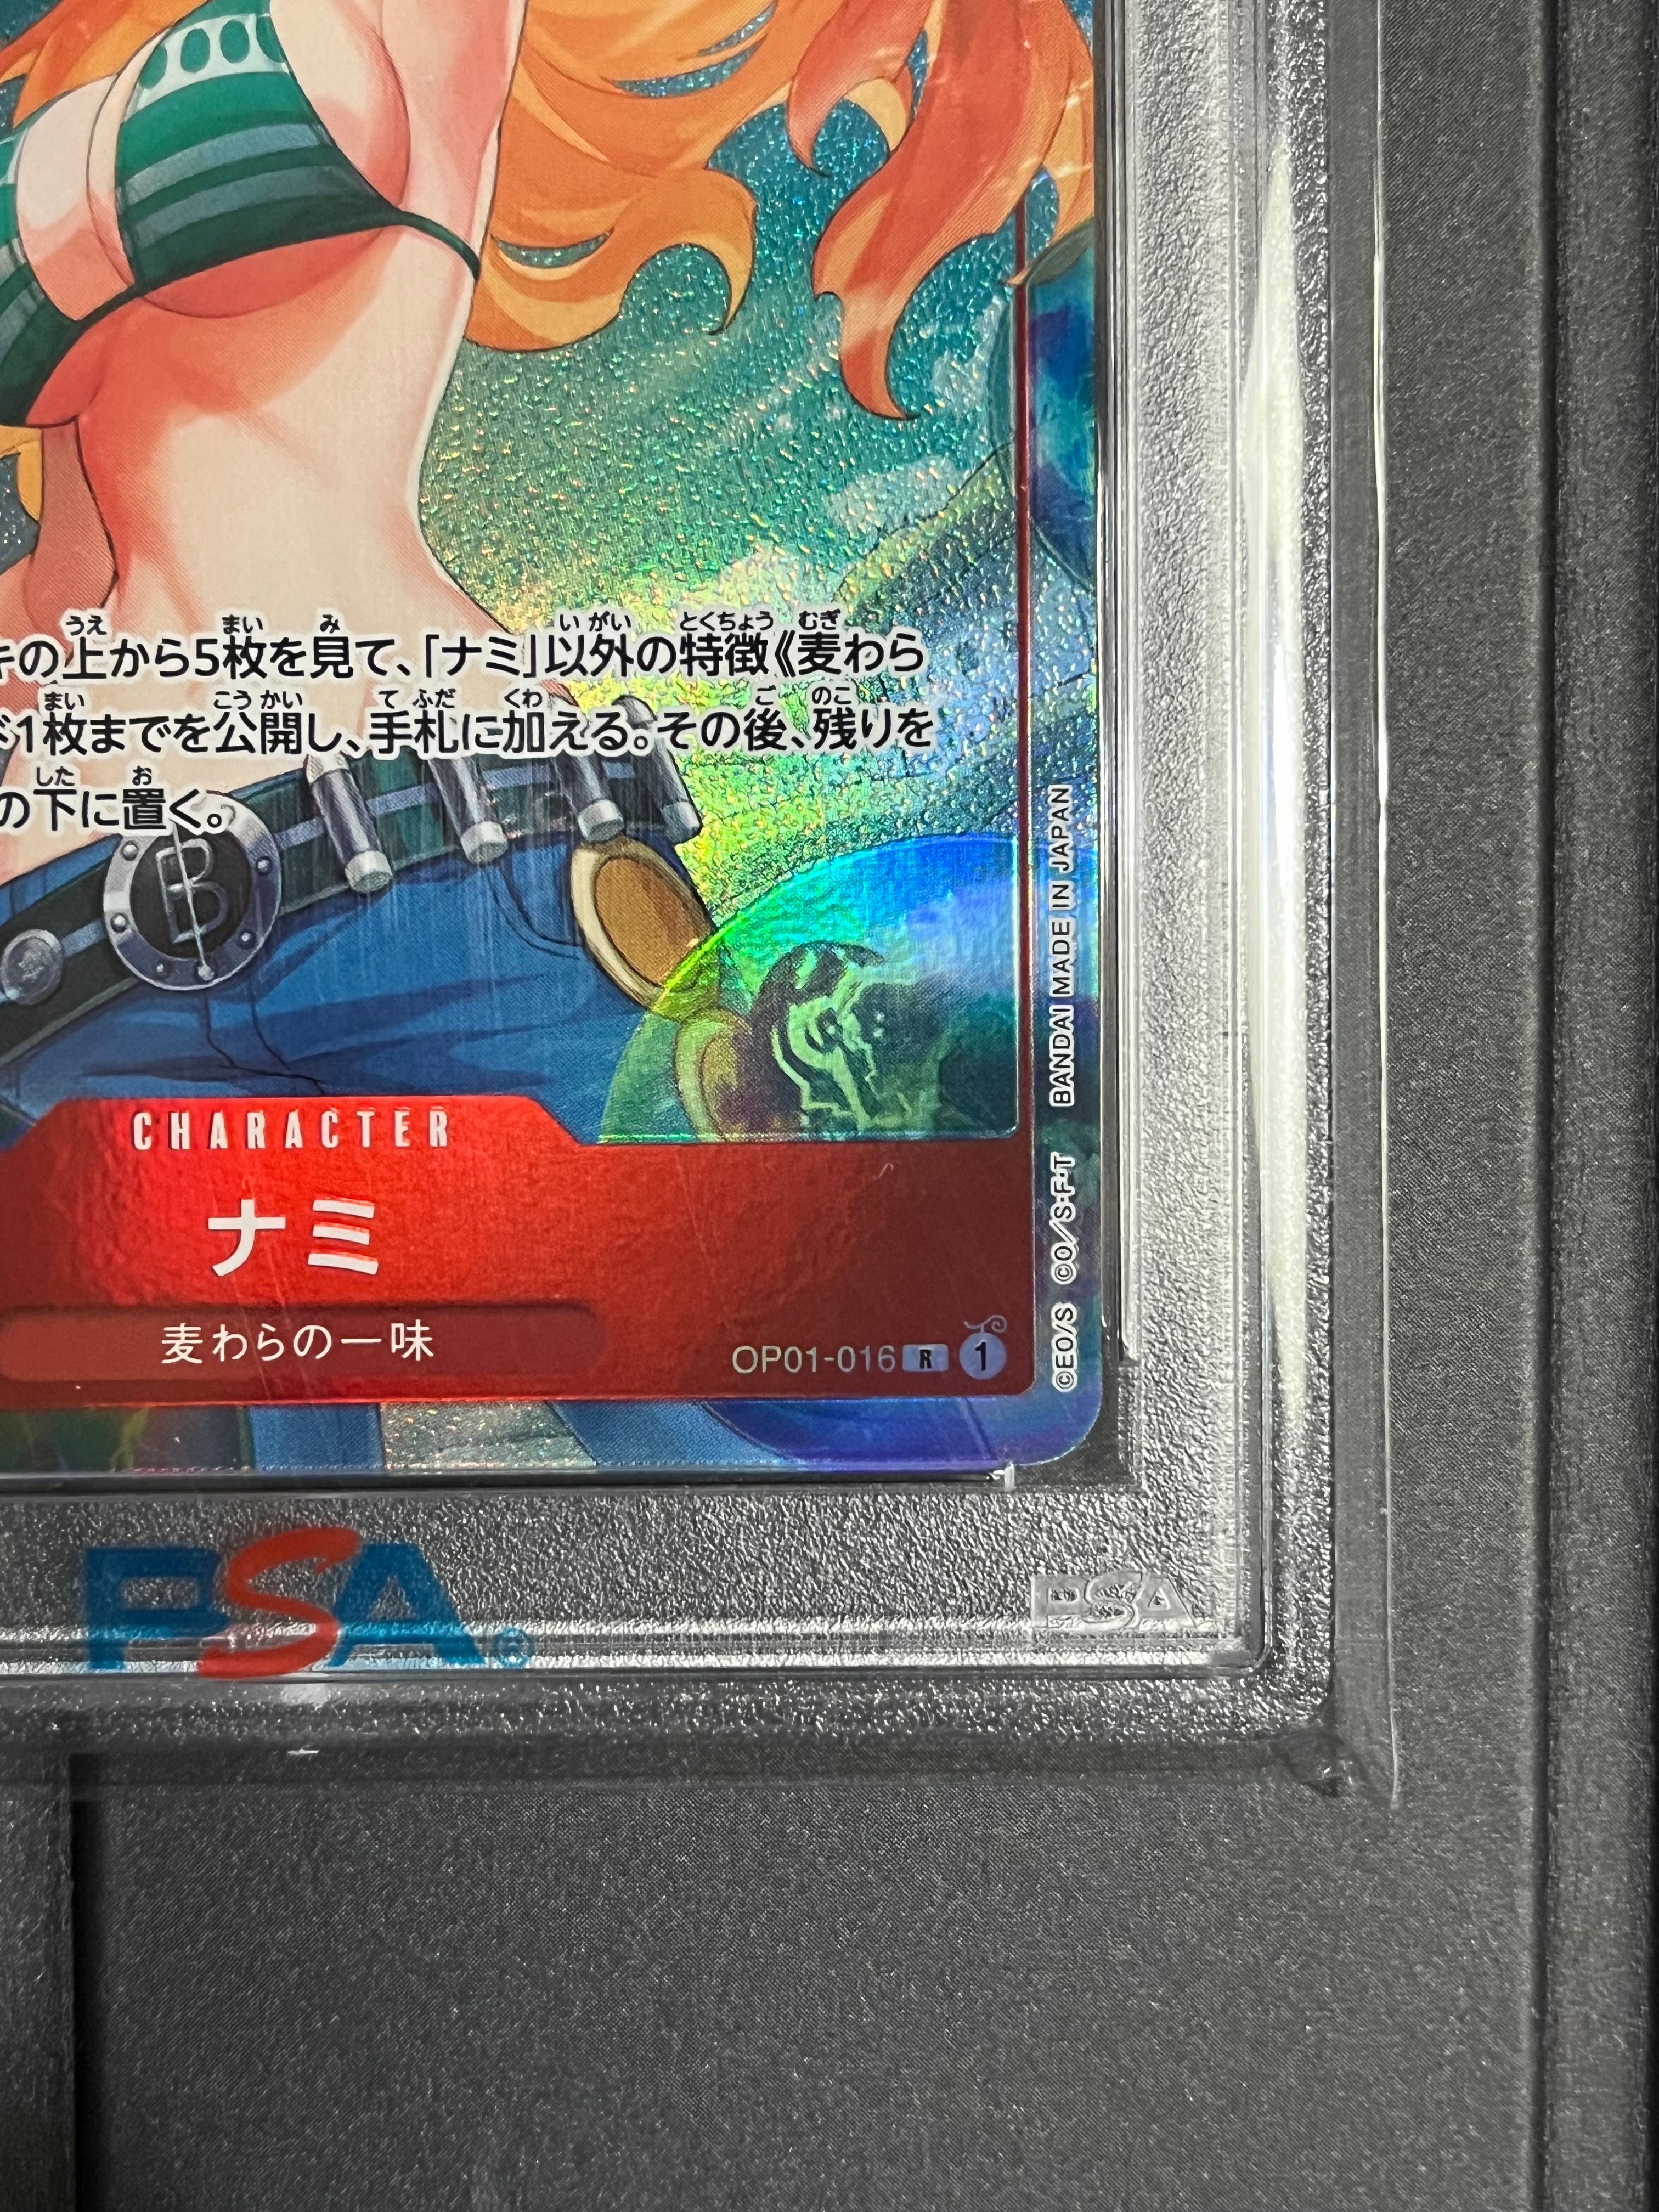 キの上から5枚を見て、「ナミ」以外の特徴《麦わら
ド1枚までを公開し、手札に加える。その後、残りを
の下に置く。
B
CHARACTER
ナミ
麦わらの一味
OP01-016 R 1
©EO/S ©O/S・F・T BANDAI MADE IN JAPAN
PSA®
PSA